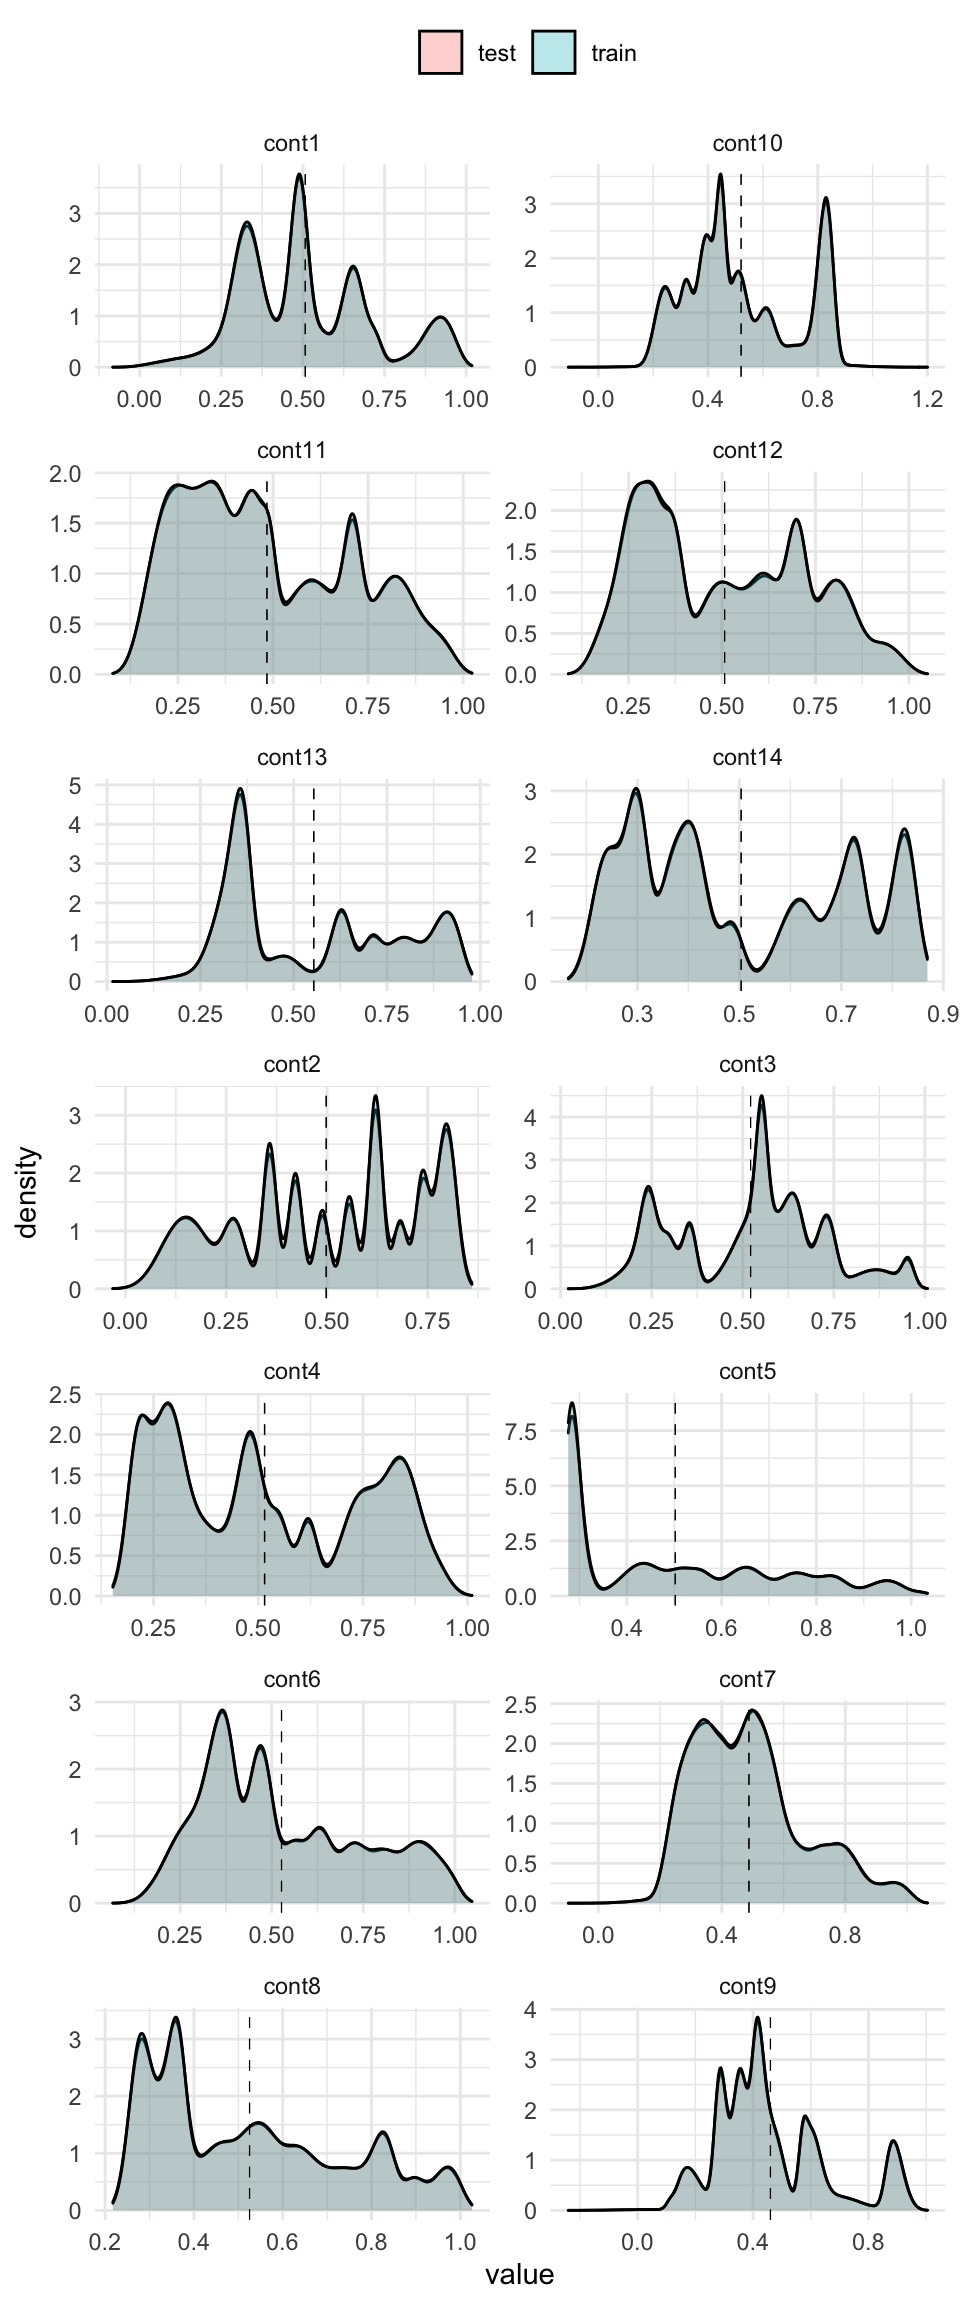 test train
cont1 cont10
3
2
1
0
3
2
1
0
0.00 0.25 0.50 0.75 1.00
0.0 0.4 0.8 1.2
cont11 cont12
2.0
1.5
1.0
0.5
0.0
2.0
1.5
1.0
0.5
0.0
0.25 0.50 0.75 1.00
0.25 0.50 0.75 1.00
cont13 cont14
5
4
3
2
1
0
3
2
1
0
0.00 0.25 0.50 0.75 1.00
0.3 0.5 0.7 0.9
cont2 cont3
density
3
2
1
0
4
3
2
1
0
0.00 0.25 0.50 0.75
0.00 0.25 0.50 0.75 1.00
cont4 cont5
2.5
2.0
1.5
1.0
0.5
0.0
7.5
5.0
2.5
0.0
0.25 0.50 0.75 1.00
0.4 0.6 0.8 1.0
cont6 cont7
3
2
1
0
2.5
2.0
1.5
1.0
0.5
0.0
0.25 0.50 0.75 1.00
0.0 0.4 0.8
cont8 cont9
3
2
1
0
4
3
2
1
0
0.2 0.4 0.6 0.8 1.0
0.0 0.4 0.8
value